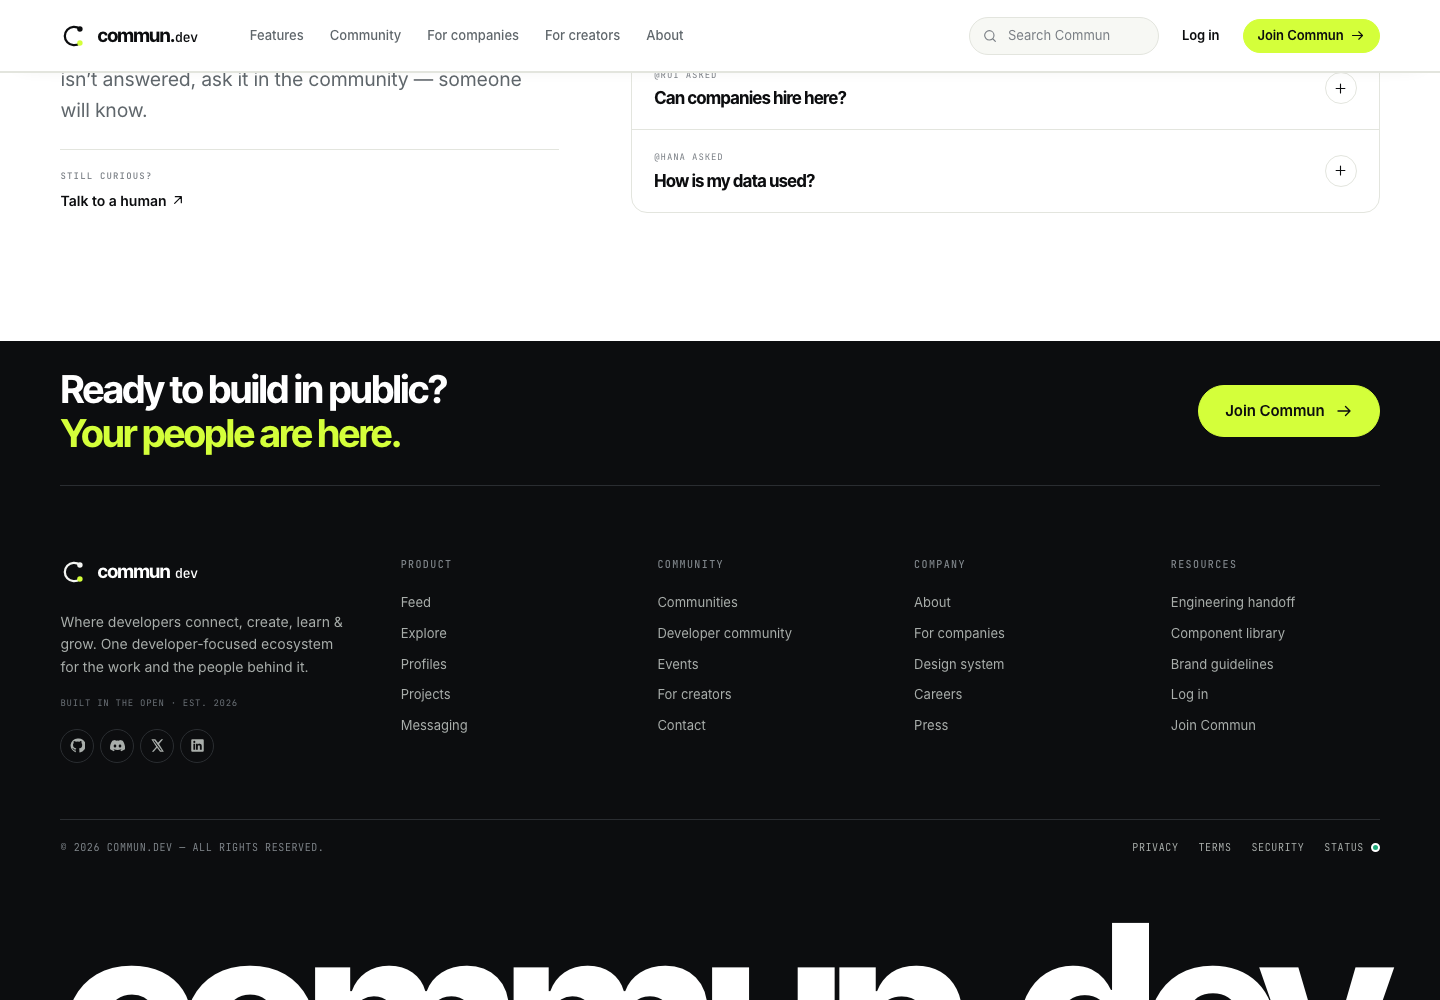 commun.dev
Features
Community
For companies
For creators
About
Search Commun
Log in
Join Commun
isn’t answered, ask it in the community — someone
will know.
STILL CURIOUS?
Talk to a human
@RUI ASKED
Can companies hire here?
@HANA ASKED
How is my data used?
Ready to build in public?
Your people are here.
Join Commun
commun dev
Where developers connect, create, learn &
grow. One developer-focused ecosystem
for the work and the people behind it.
BUILT IN THE OPEN · EST. 2026
PRODUCT
Feed
Explore
Profiles
Projects
Messaging
COMMUNITY
Communities
Developer community
Events
For creators
Contact
COMPANY
About
For companies
Design system
Careers
Press
RESOURCES
Engineering handoff
Component library
Brand guidelines
Log in
Join Commun
© 2026 COMMUN.DEV — ALL RIGHTS RESERVED.
PRIVACY
TERMS
SECURITY
STATUS
commun dev